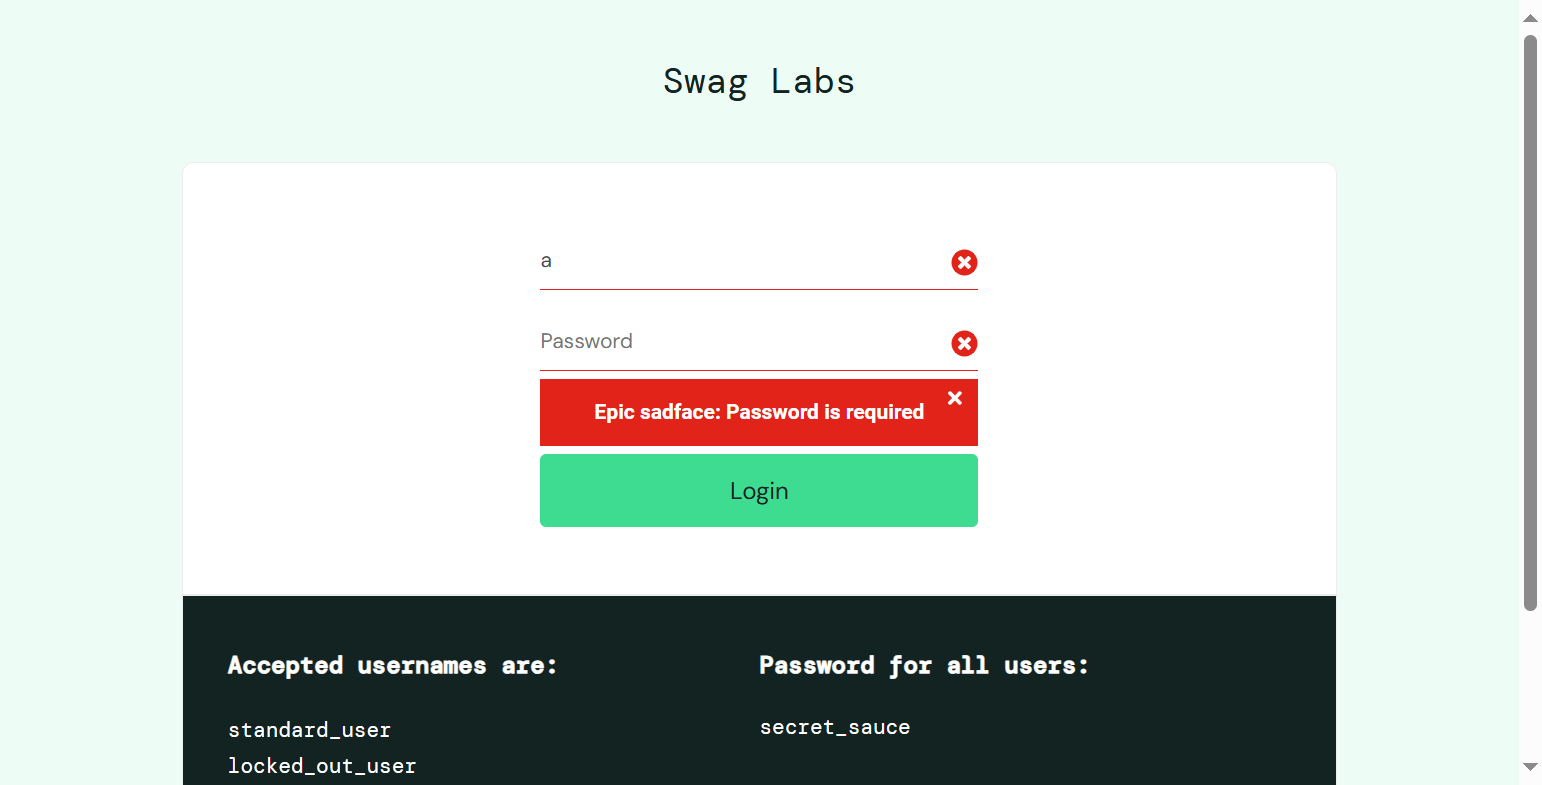 Swag Labs
a
Password
Epic sadface: Password is required
Login
Accepted usernames are:
standard_user
locked_out_user
Password for all users:
secret_sauce